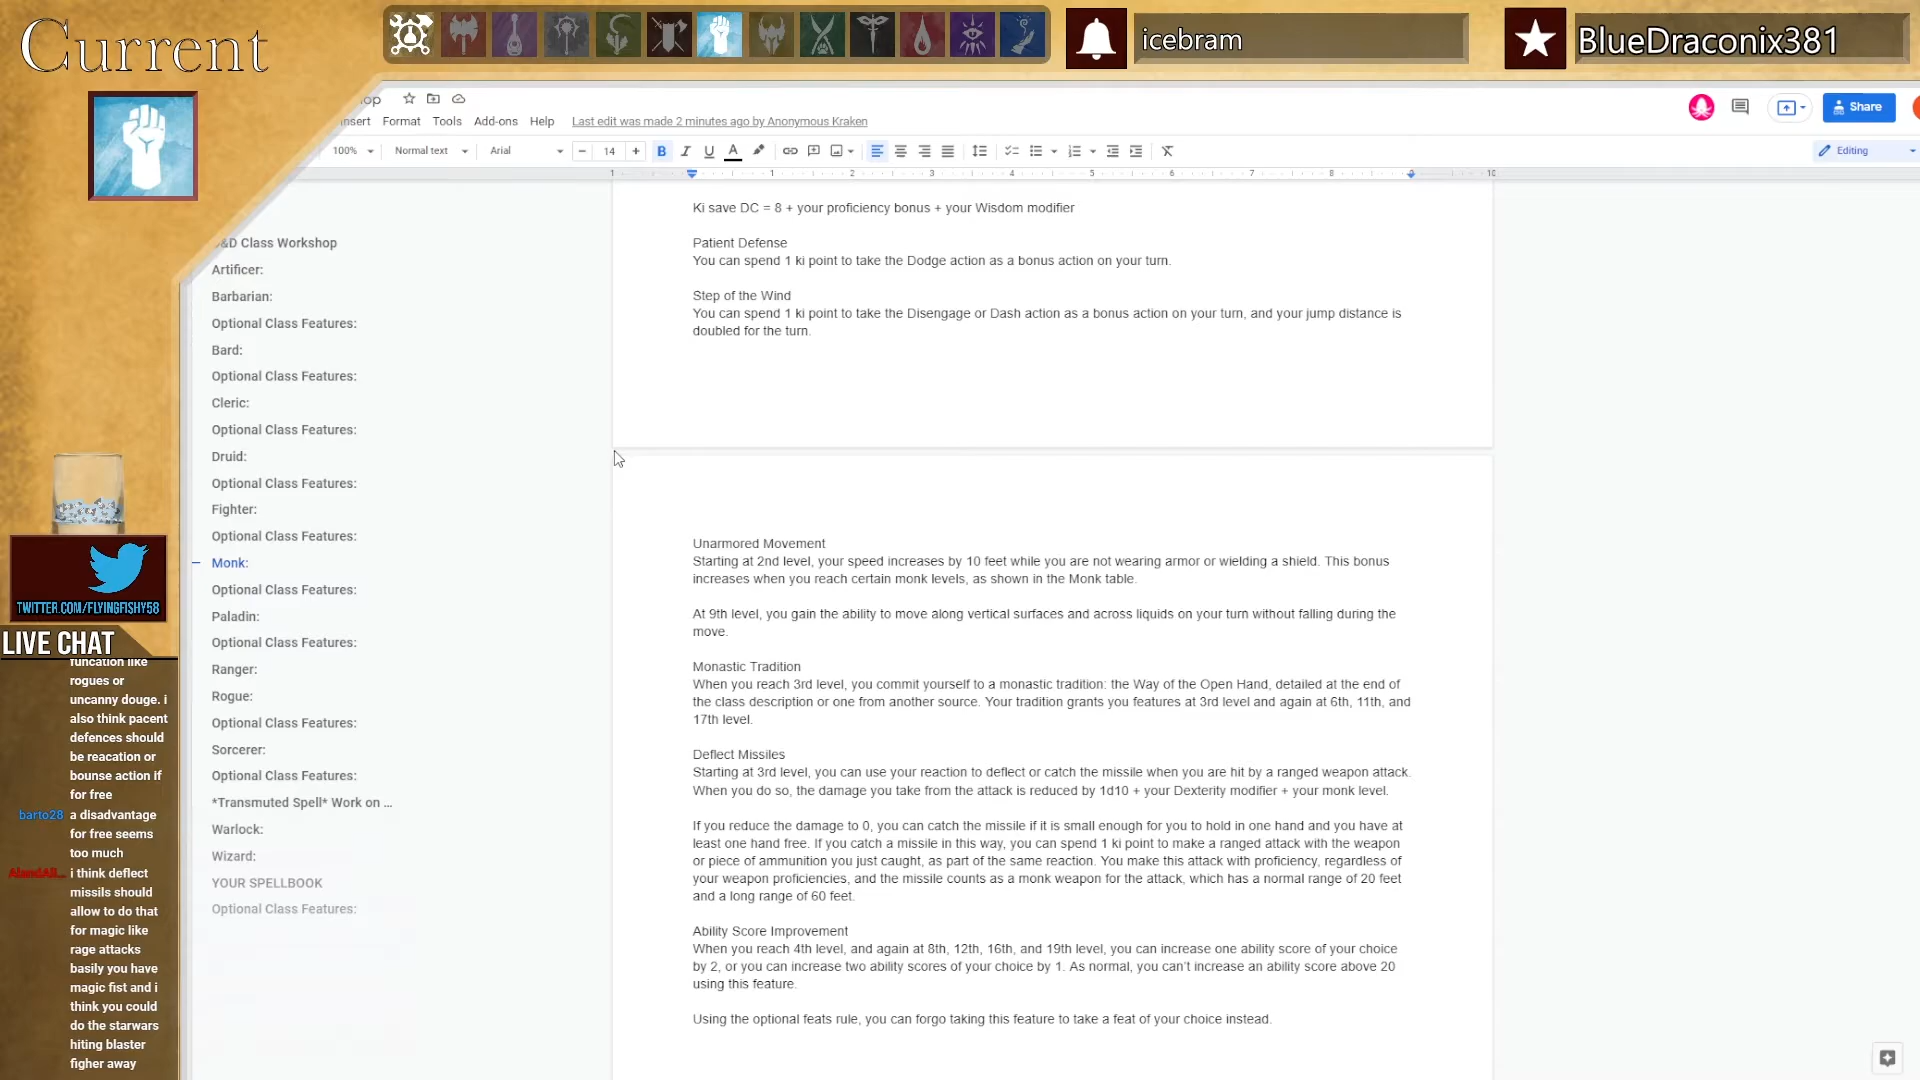 Current
icebram
BlueDraconix381
op
nsert Format Tools Add-ons Help Last edit was made 2 minutes ago by Anonymous Kraken
Share
100% Normal text Arial 14 Editing
1 1 2 3 4 5 6 7 8 9 10
&D Class Workshop
Artificer:
Barbarian:
Optional Class Features:
Bard:
Optional Class Features:
Cleric:
Optional Class Features:
Druid:
Optional Class Features:
Fighter:
Optional Class Features:
Monk:
Optional Class Features:
Paladin:
Optional Class Features:
Ranger:
Rogue:
Optional Class Features:
Sorcerer:
Optional Class Features:
*Transmuted Spell* Work on ...
Warlock:
Wizard:
YOUR SPELLBOOK
Optional Class Features:
Ki save DC = 8 + your proficiency bonus + your Wisdom modifier
Patient Defense
You can spend 1 ki point to take the Dodge action as a bonus action on your turn.
Step of the Wind
You can spend 1 ki point to take the Disengage or Dash action as a bonus action on your turn, and your jump distance is
doubled for the turn.
Unarmored Movement
Starting at 2nd level, your speed increases by 10 feet while you are not wearing armor or wielding a shield. This bonus
increases when you reach certain monk levels, as shown in the Monk table.
At 9th level, you gain the ability to move along vertical surfaces and across liquids on your turn without falling during the
move.
Monastic Tradition
When you reach 3rd level, you commit yourself to a monastic tradition: the Way of the Open Hand, detailed at the end of
the class description or one from another source. Your tradition grants you features at 3rd level and again at 6th, 11th, and
17th level.
Deflect Missiles
Starting at 3rd level, you can use your reaction to deflect or catch the missile when you are hit by a ranged weapon attack.
When you do so, the damage you take from the attack is reduced by 1d10 + your Dexterity modifier + your monk level.
If you reduce the damage to 0, you can catch the missile if it is small enough for you to hold in one hand and you have at
least one hand free. If you catch a missile in this way, you can spend 1 ki point to make a ranged attack with the weapon
or piece of ammunition you just caught, as part of the same reaction. You make this attack with proficiency, regardless of
your weapon proficiencies, and the missile counts as a monk weapon for the attack, which has a normal range of 20 feet
and a long range of 60 feet.
Ability Score Improvement
When you reach 4th level, and again at 8th, 12th, 16th, and 19th level, you can increase one ability score of your choice
by 2, or you can increase two ability scores of your choice by 1. As normal, you can't increase an ability score above 20
using this feature.
Using the optional feats rule, you can forgo taking this feature to take a feat of your choice instead.
TWITTER.COM/FLYINGFISHY58
LIVE CHAT
funcation like
rogues or
uncanny douge. i
also think pacent
defences should
be reacation or
bounse action if
for free
barto28 a disadvantage
for free seems
too much
i think deflect
missils should
allow to do that
for magic like
rage attacks
basily you have
magic fist and i
think you could
do the starwars
hiting blaster
figher away